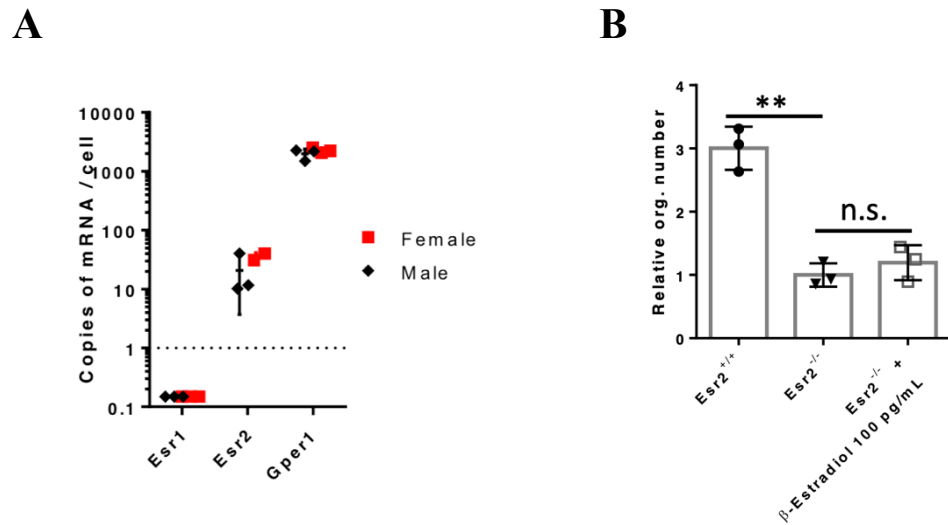 A
B
Copies of mRNA / cell
10000
1000
100
10
1
0.1
Esr1
Esr2
Gper1
Female
Male
Relative org. number
4
3
2
1
0
**
n.s.
Esr2+/+
Esr2-/-
Esr2-/- +
β-Estradiol 100 pg/mL